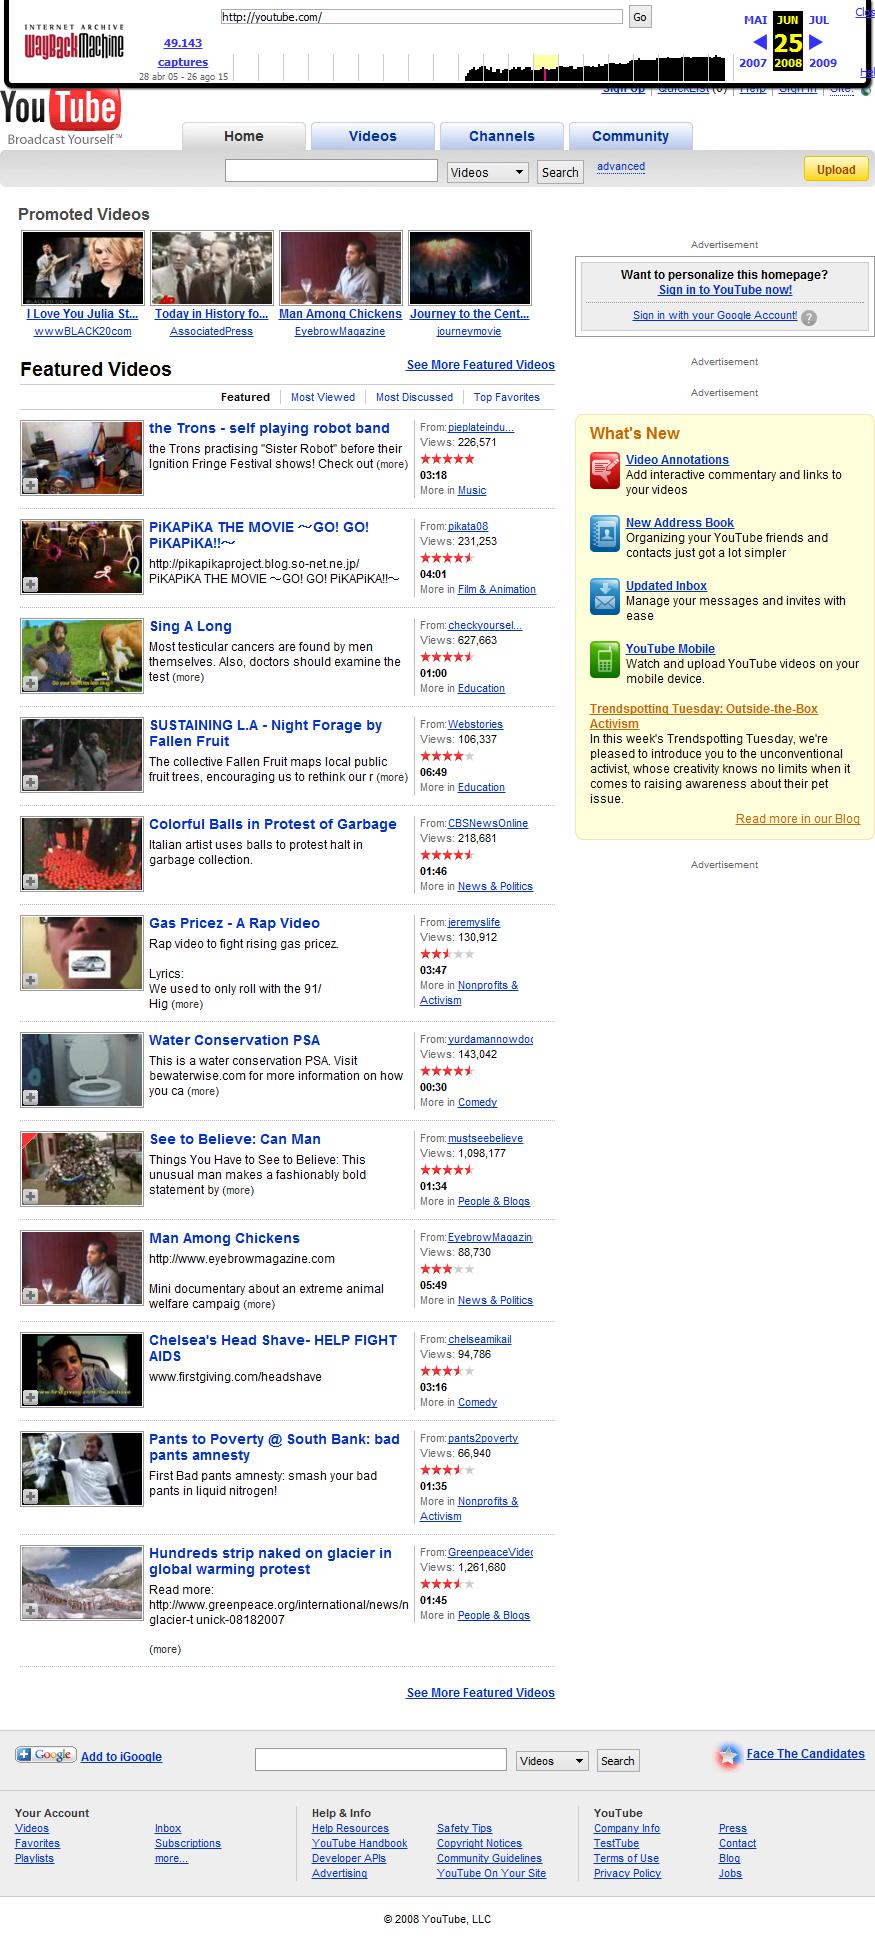 INTERNET ARCHIVE
WayBackMachine
http://youtube.com/
Go
49.143
captures
28 abr 05 - 26 ago 15
MAI JUN JUL
25
2007 2008 2009
Sign Up QuickList (0) Help Sign In Site:
YouTube
Broadcast Yourself™
Home Videos Channels Community
Videos Search advanced
Upload
Promoted Videos
I Love You Julia St... Today in History fo... Man Among Chickens Journey to the Cent...
wwwBLACK20com AssociatedPress EyebrowMagazine journeymovie
Advertisement
Want to personalize this homepage?
Sign in to YouTube now!
Sign in with your Google Account! ?
Advertisement
Advertisement
Featured Videos
See More Featured Videos
Featured Most Viewed Most Discussed Top Favorites
the Trons - self playing robot band
the Trons practising "Sister Robot" before their
Ignition Fringe Festival shows! Check out (more)
From:pieplateindu...
Views: 226,571
03:18
More in Music
PiKAPiKA THE MOVIE ～GO! GO!
PiKAPiKA!!～
http://pikapikaproject.blog.so-net.ne.jp/
PiKAPiKA THE MOVIE ～GO! GO! PiKAPiKA!!～
From:pikata08
Views: 231,253
04:01
More in Film & Animation
Sing A Long
Most testicular cancers are found by men
themselves. Also, doctors should examine the
test (more)
From:checkyoursel...
Views: 627,663
01:00
More in Education
SUSTAINING L.A - Night Forage by
Fallen Fruit
The collective Fallen Fruit maps local public
fruit trees, encouraging us to rethink our r (more)
From:Webstories
Views: 106,337
06:49
More in Education
Colorful Balls in Protest of Garbage
Italian artist uses balls to protest halt in
garbage collection.
From:CBSNewsOnline
Views: 218,681
01:46
More in News & Politics
Gas Pricez - A Rap Video
Rap video to fight rising gas pricez.
Lyrics:
We used to only roll with the 91/
Hig (more)
From:jeremyslife
Views: 130,912
03:47
More in Nonprofits &
Activism
Water Conservation PSA
This is a water conservation PSA. Visit
bewaterwise.com for more information on how
you ca (more)
From:yurdamannowdoc
Views: 143,042
00:30
More in Comedy
See to Believe: Can Man
Things You Have to See to Believe: This
unusual man makes a fashionably bold
statement by (more)
From:mustseebelieve
Views: 1,098,177
01:34
More in People & Blogs
Man Among Chickens
http://www.eyebrowmagazine.com
Mini documentary about an extreme animal
welfare campaig (more)
From:EyebrowMagazin
Views: 88,730
05:49
More in News & Politics
Chelsea's Head Shave- HELP FIGHT
AIDS
www.firstgiving.com/headshave
From:chelseamikail
Views: 94,786
03:16
More in Comedy
Pants to Poverty @ South Bank: bad
pants amnesty
First Bad pants amnesty: smash your bad
pants in liquid nitrogen!
From:pants2poverty
Views: 66,940
01:35
More in Nonprofits &
Activism
Hundreds strip naked on glacier in
global warming protest
Read more:
http://www.greenpeace.org/international/news/n
glacier-t unick-08182007
(more)
From:GreenpeaceVideo
Views: 1,261,680
01:45
More in People & Blogs
See More Featured Videos
What's New
Video Annotations
Add interactive commentary and links to
your videos
New Address Book
Organizing your YouTube friends and
contacts just got a lot simpler
Updated Inbox
Manage your messages and invites with
ease
YouTube Mobile
Watch and upload YouTube videos on your
mobile device.
Trendspotting Tuesday: Outside-the-Box
Activism
In this week's Trendspotting Tuesday, we're
pleased to introduce you to the unconventional
activist, whose creativity knows no limits when it
comes to raising awareness about their pet
issue.
Read more in our Blog
Advertisement
Google Add to iGoogle
Videos Search
Face The Candidates
Your Account
Videos Inbox
Favorites Subscriptions
Playlists more...
Help & Info
Help Resources Safety Tips
YouTube Handbook Copyright Notices
Developer APIs Community Guidelines
Advertising YouTube On Your Site
YouTube
Company Info Press
TestTube Contact
Terms of Use Blog
Privacy Policy Jobs
© 2008 YouTube, LLC